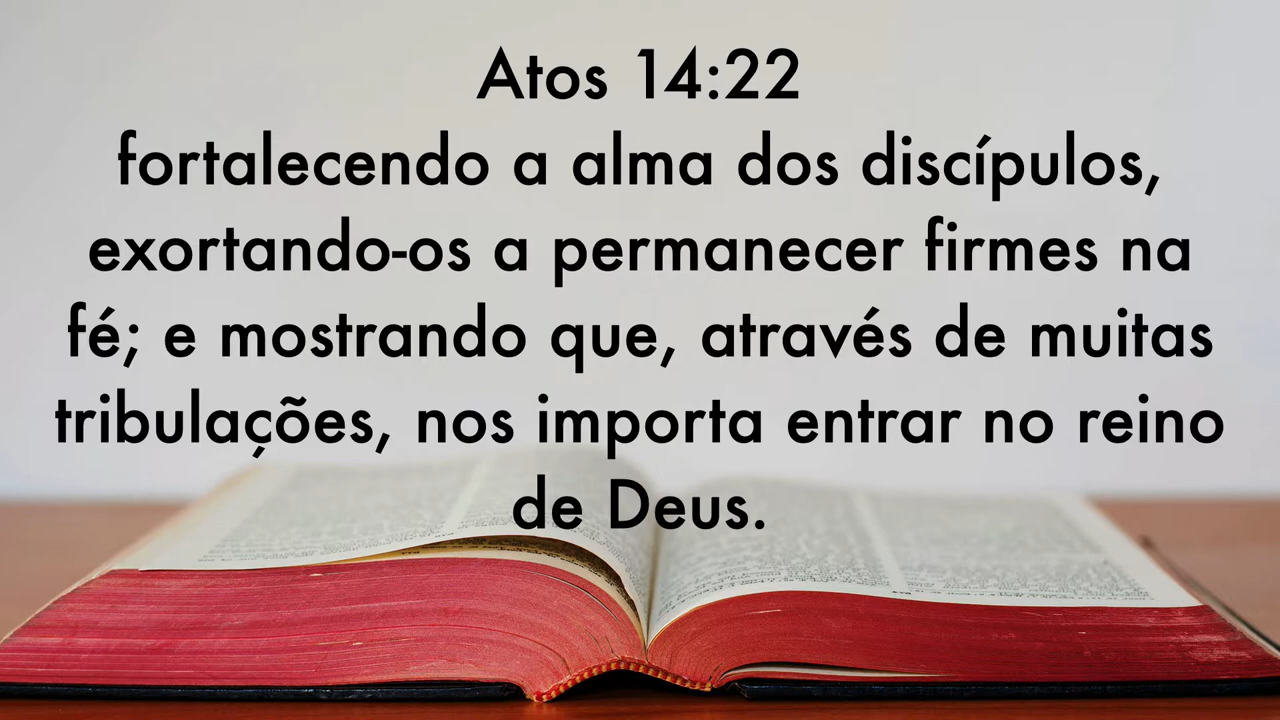 Atos 14:22
fortalecendo a alma dos discípulos,
exortando-os a permanecer firmes na
fé; e mostrando que, através de muitas
tribulações, nos importa entrar no reino
de Deus.